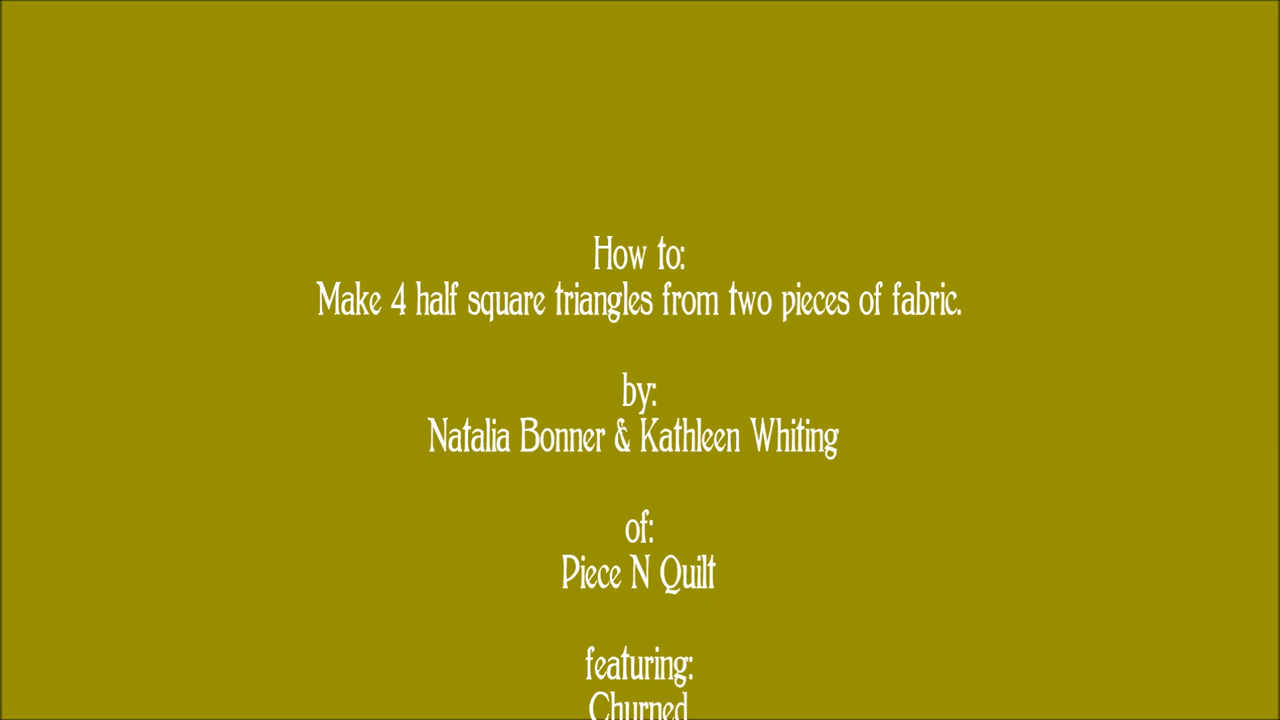 How to:
Make 4 half square triangles from two pieces of fabric.
by:
Natalia Bonner & Kathleen Whiting
of:
Piece N Quilt
featuring:
Churned